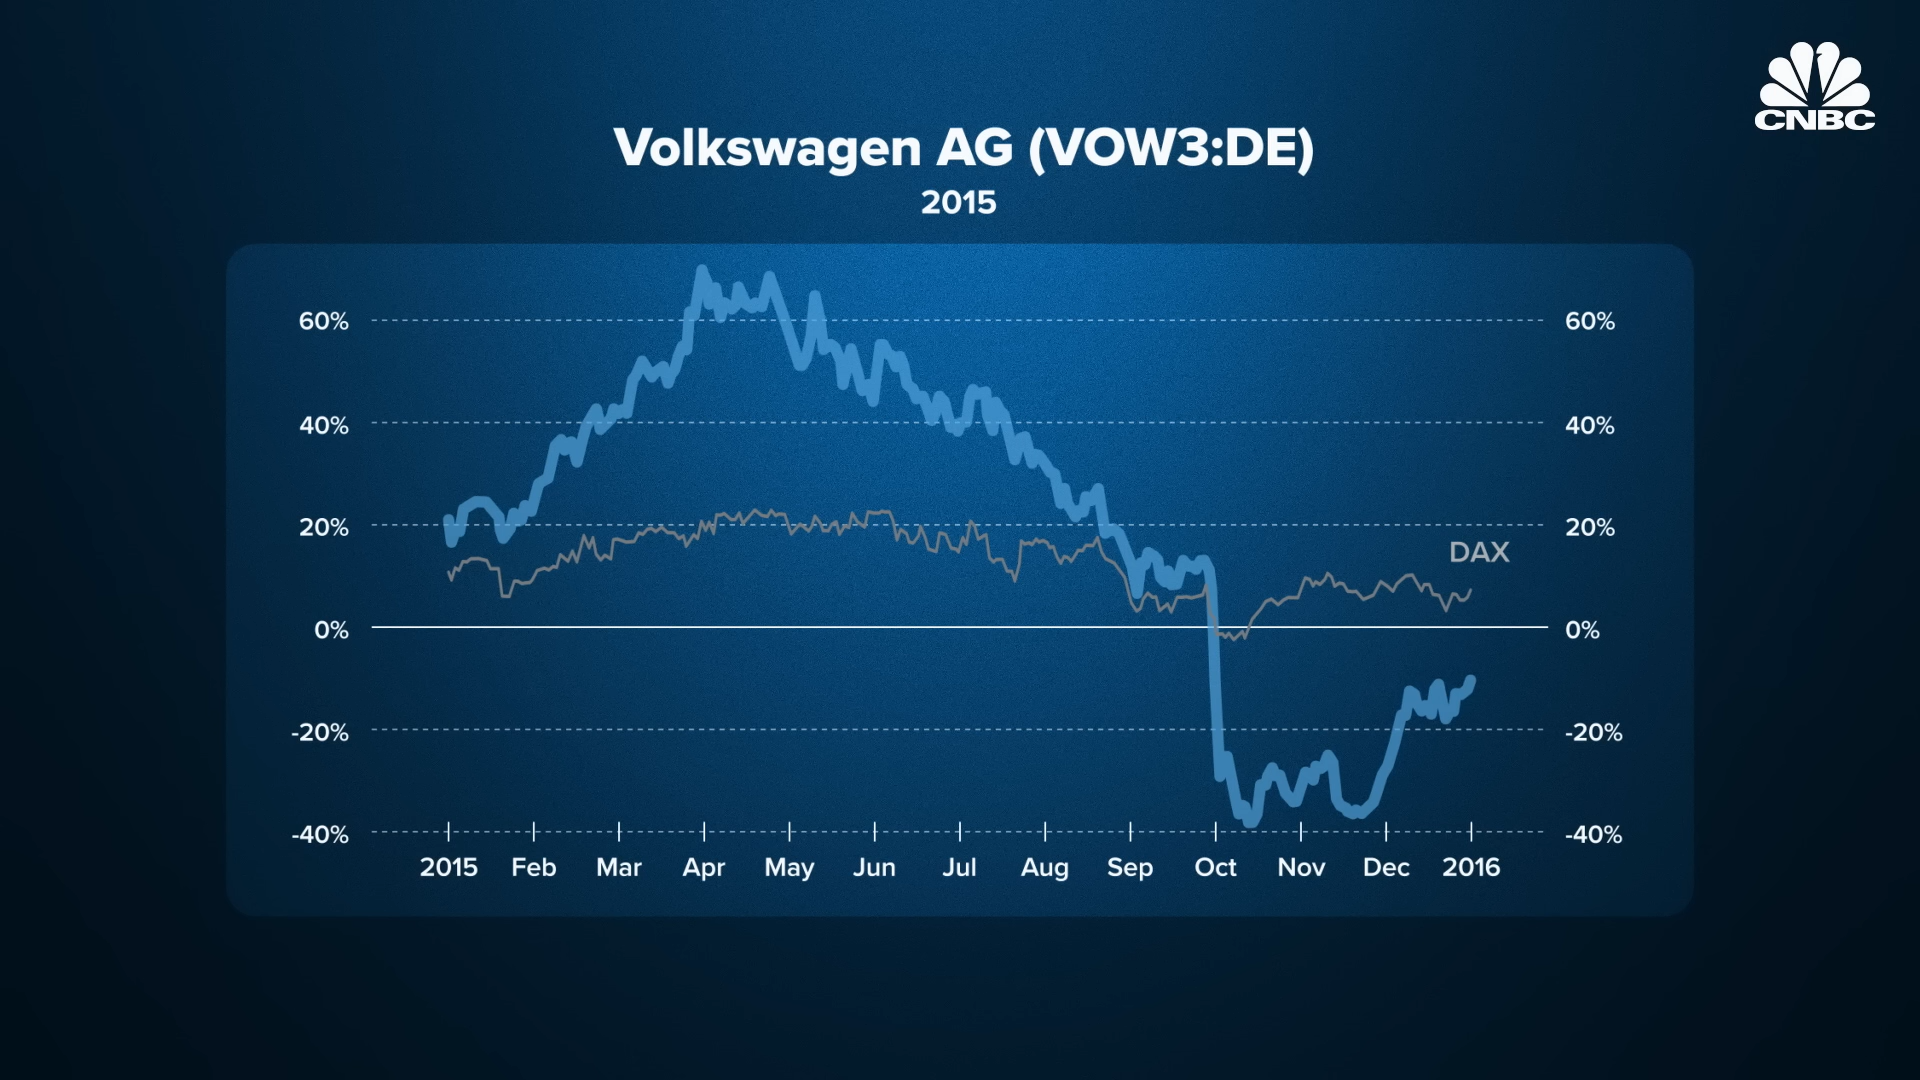 CNBC
Volkswagen AG (VOW3:DE)
2015
60% 60%
40% 40%
20% 20%
DAX
0% 0%
-20% -20%
-40% -40%
2015 Feb Mar Apr May Jun Jul Aug Sep Oct Nov Dec 2016